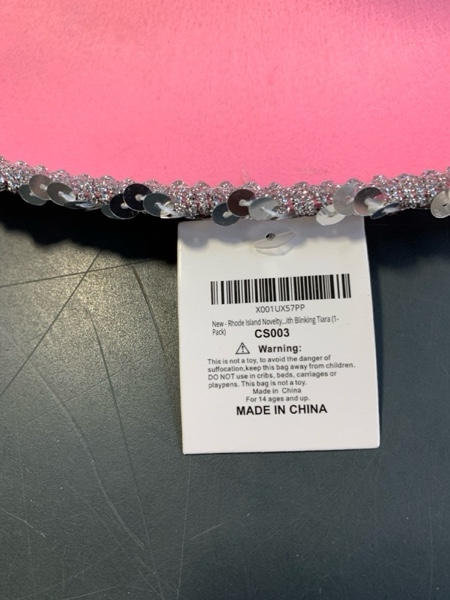 X001UX57PP
New - Rhode Island Novelty...ith Blinking Tiara (1-
Pack)
CS003
Warning:
This is not a toy, to avoid the danger of
suffocation,keep this bag away from children.
DO NOT use in cribs, beds, carriages or
playpens. This bag is not a toy.
Made in China
For 14 ages and up.
MADE IN CHINA